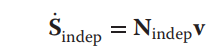 Ṡ_indep = N_indep v